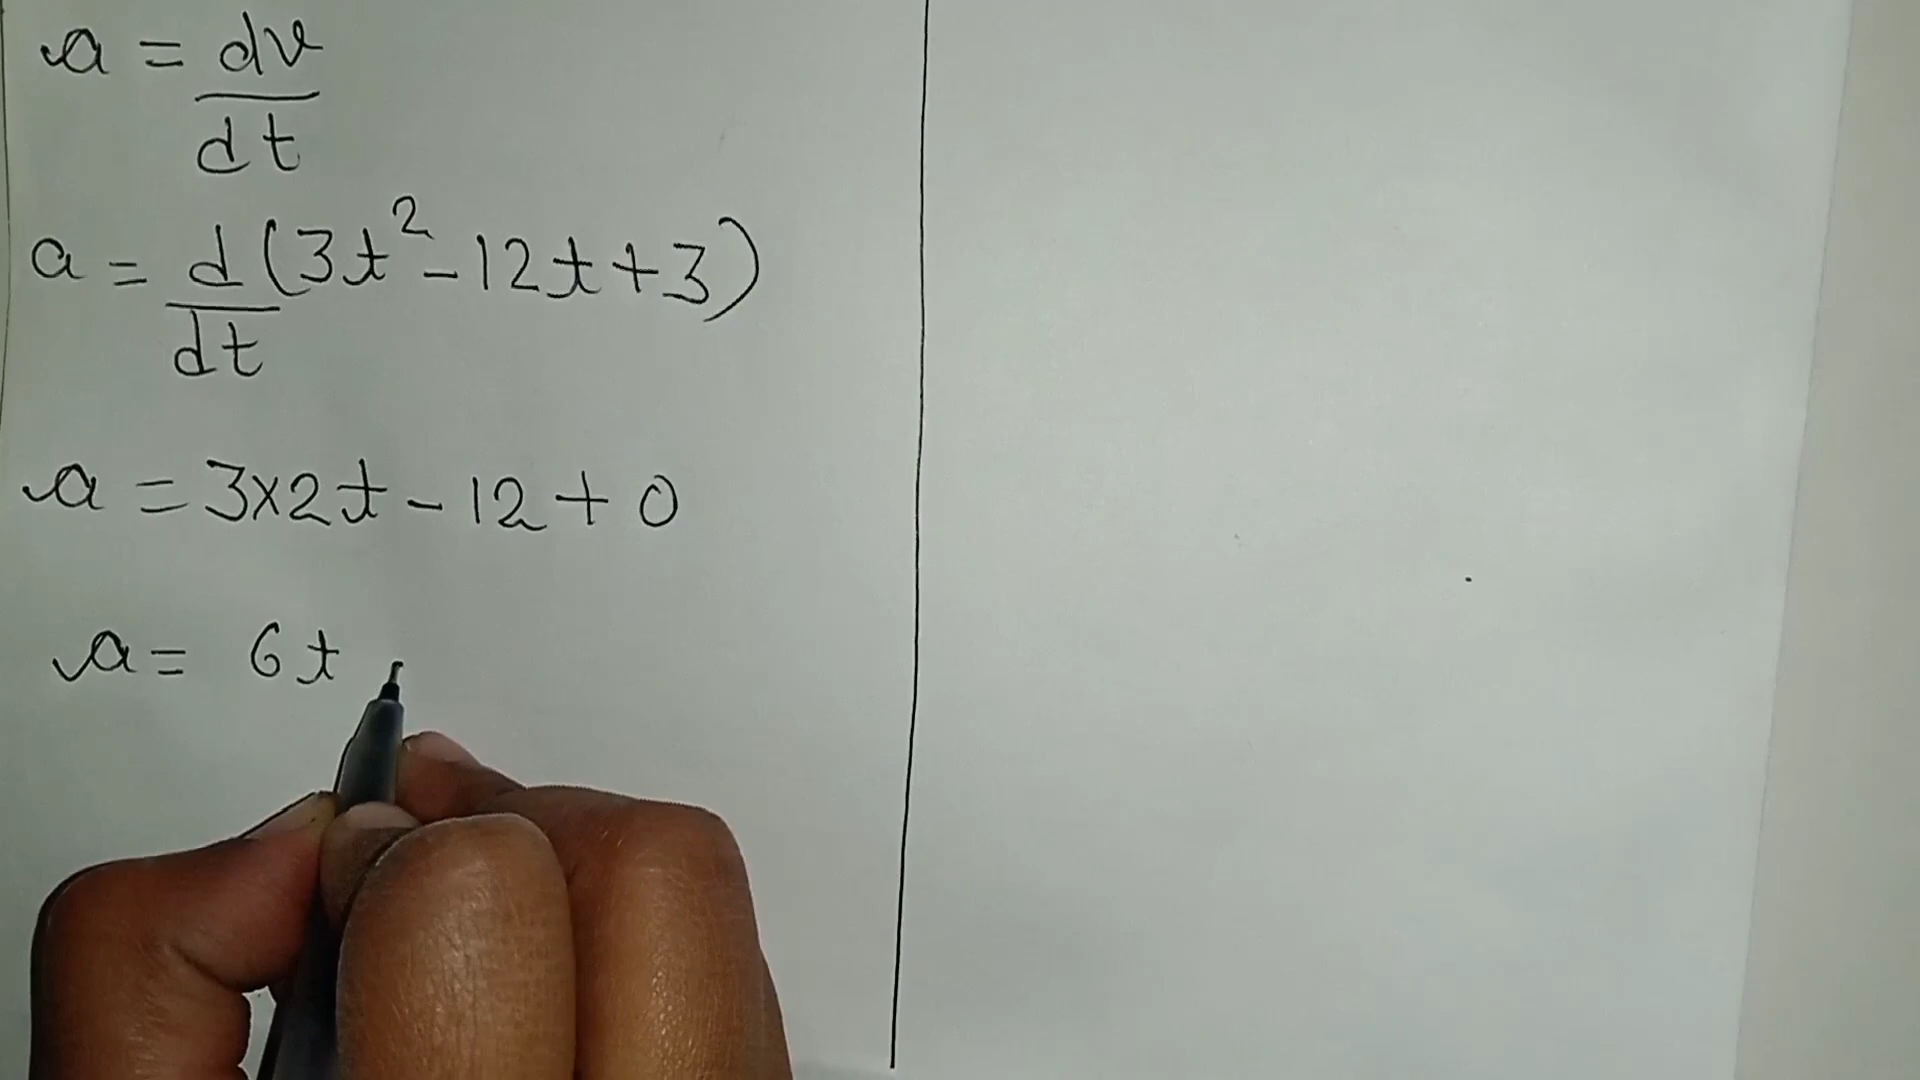 a = dv/dt
a = d/dt (3t² - 12t + 3)
a = 3×2t - 12 + 0
a = 6t